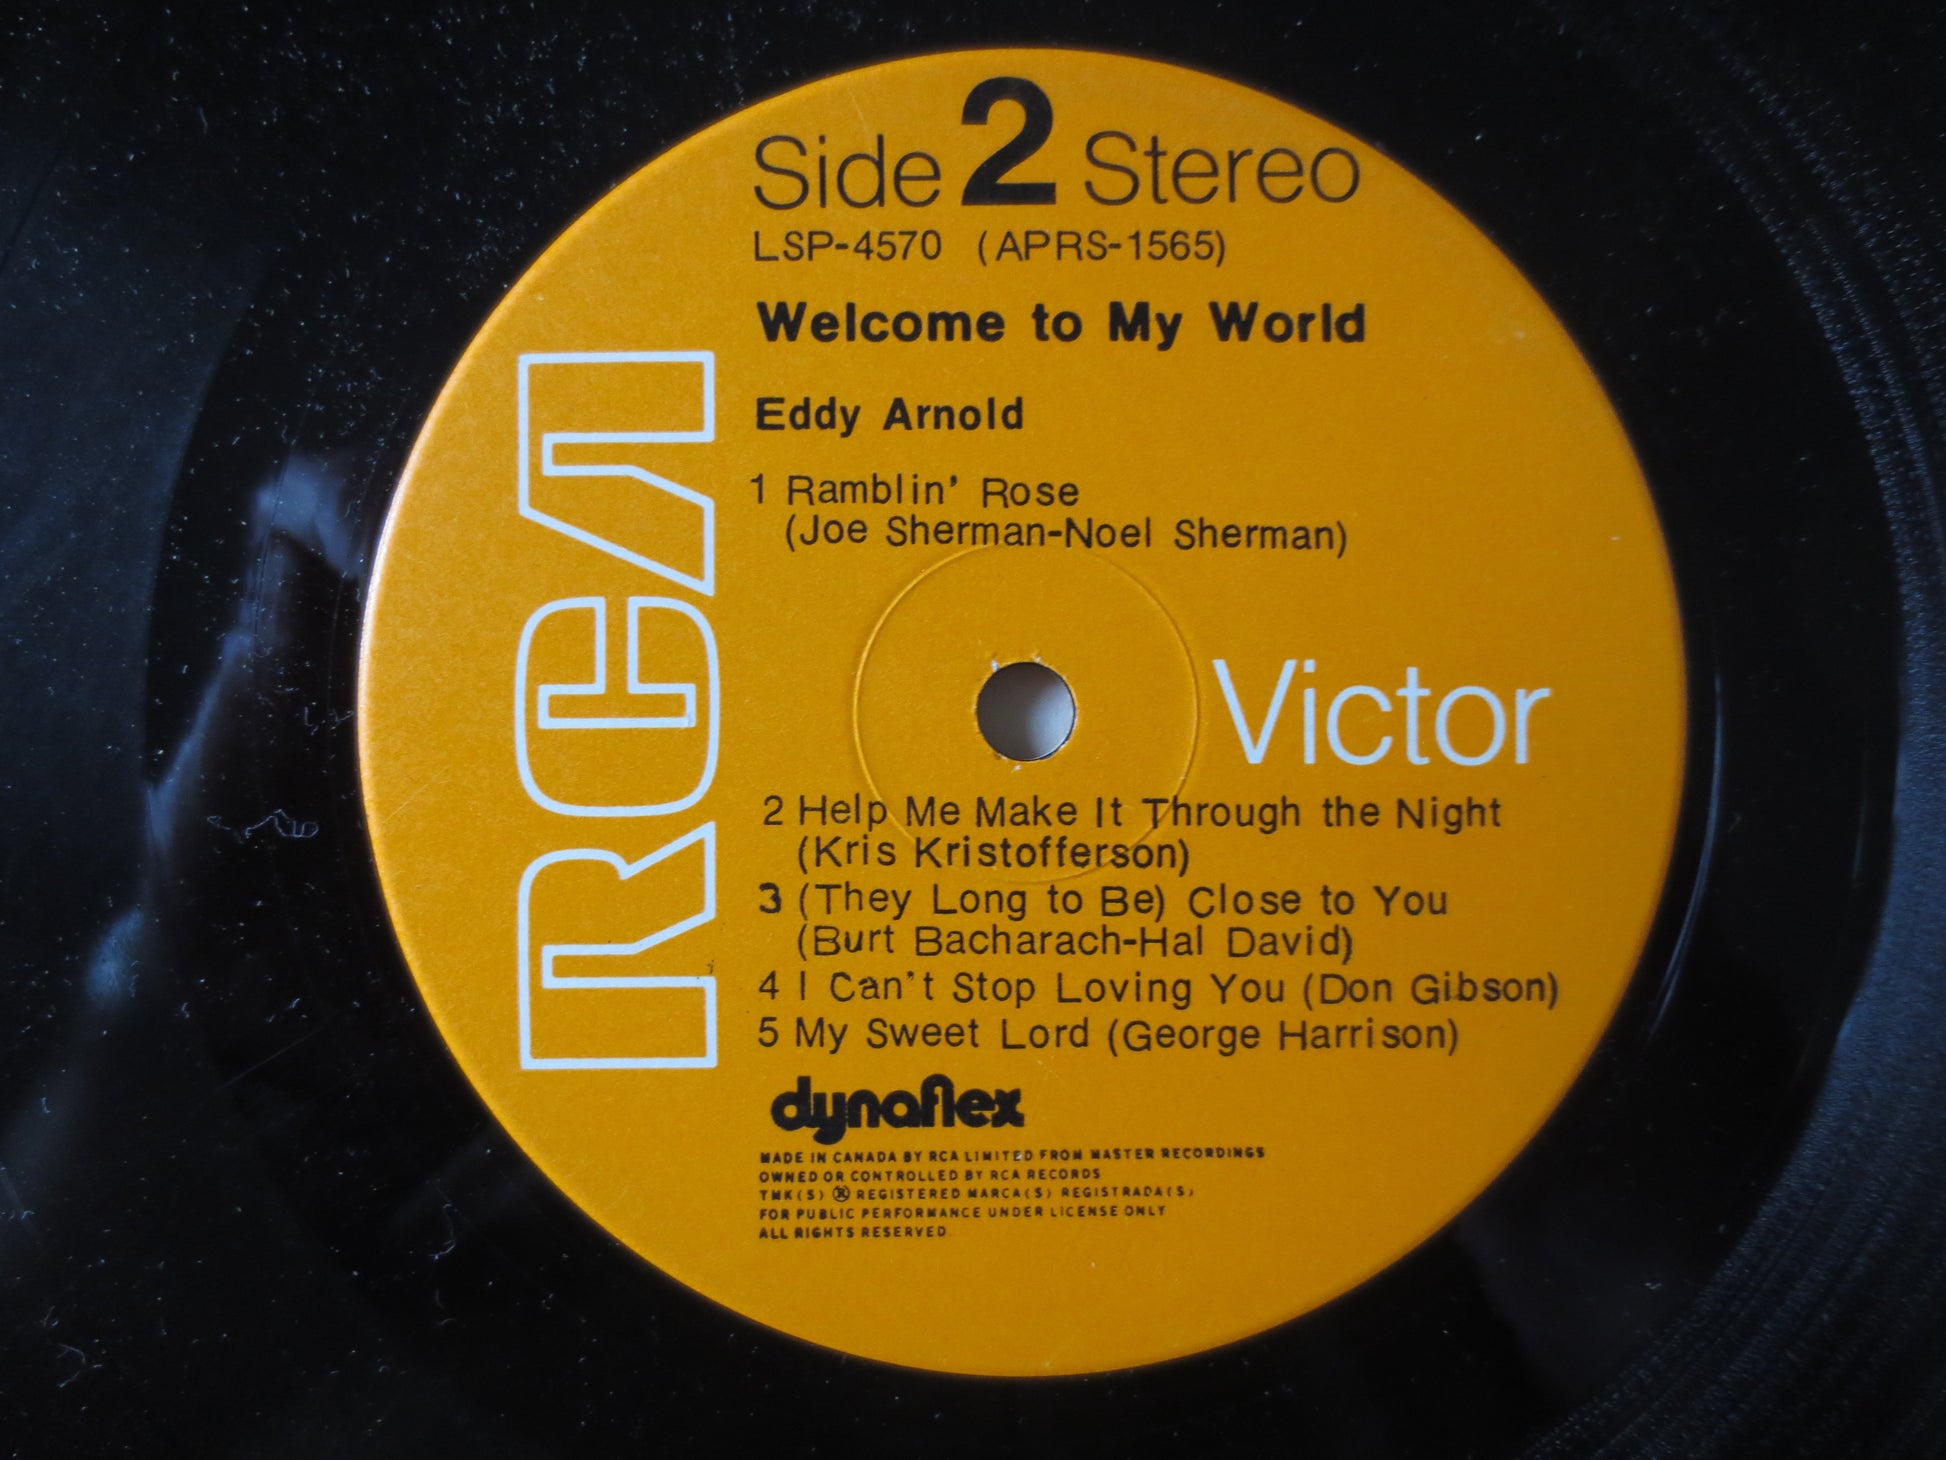 Side 2 Stereo
LSP-4570 (APRS-1565)
Welcome to My World
Eddy Arnold
1 Ramblin' Rose
(Joe Sherman-Noel Sherman)
RCA
Victor
2 Help Me Make It Through the Night
(Kris Kristofferson)
3 (They Long to Be) Close to You
(Burt Bacharach-Hal David)
4 I Can't Stop Loving You (Don Gibson)
5 My Sweet Lord (George Harrison)
dynaflex
MADE IN CANADA BY RCA LIMITED FROM MASTER RECORDINGS
OWNED OR CONTROLLED BY RCA RECORDS
TMK(S) ® REGISTERED MARCA(S) REGISTRADA(S)
FOR PUBLIC PERFORMANCE UNDER LICENSE ONLY
ALL RIGHTS RESERVED